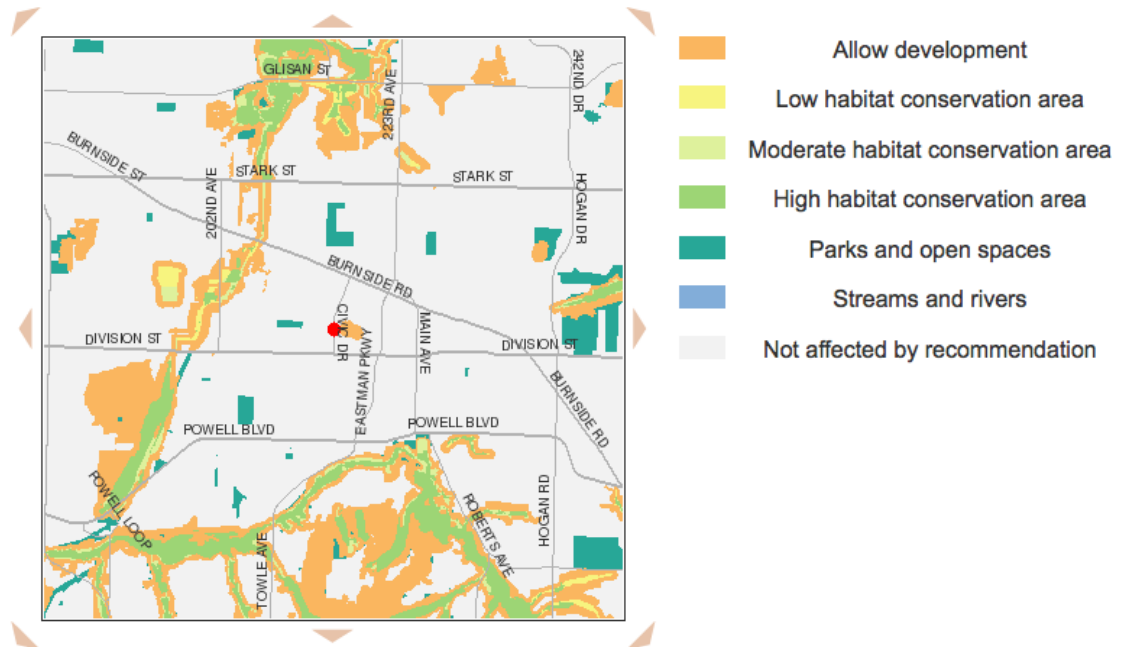 GLISAN ST
242ND DR
223RD AVE
BURNSIDE ST
STARK ST
STARK ST
202ND AVE
HOGAN DR
BURNSIDE RD
CIVIC DR
MAIN AVE
EASTMAN PKWY
DIVISION ST
DIVISION ST
BURNSIDE RD
POWELL BLVD
POWELL BLVD
POWELL LOOP
ROBERTS AVE
HOGAN RD
TOWLE AVE
Allow development
Low habitat conservation area
Moderate habitat conservation area
High habitat conservation area
Parks and open spaces
Streams and rivers
Not affected by recommendation